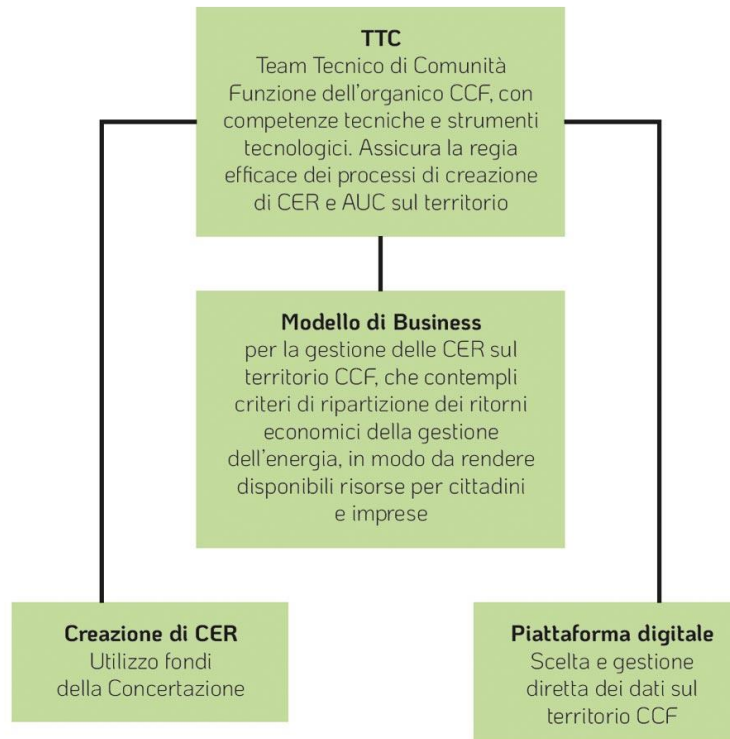 TTC
Team Tecnico di Comunità
Funzione dell'organico CCF, con
competenze tecniche e strumenti
tecnologici. Assicura la regia
efficace dei processi di creazione
di CER e AUC sul territorio
Modello di Business
per la gestione delle CER sul
territorio CCF, che contempli
criteri di ripartizione dei ritorni
economici della gestione
dell'energia, in modo da rendere
disponibili risorse per cittadini
e imprese
Creazione di CER
Utilizzo fondi
della Concertazione
Piattaforma digitale
Scelta e gestione
diretta dei dati sul
territorio CCF